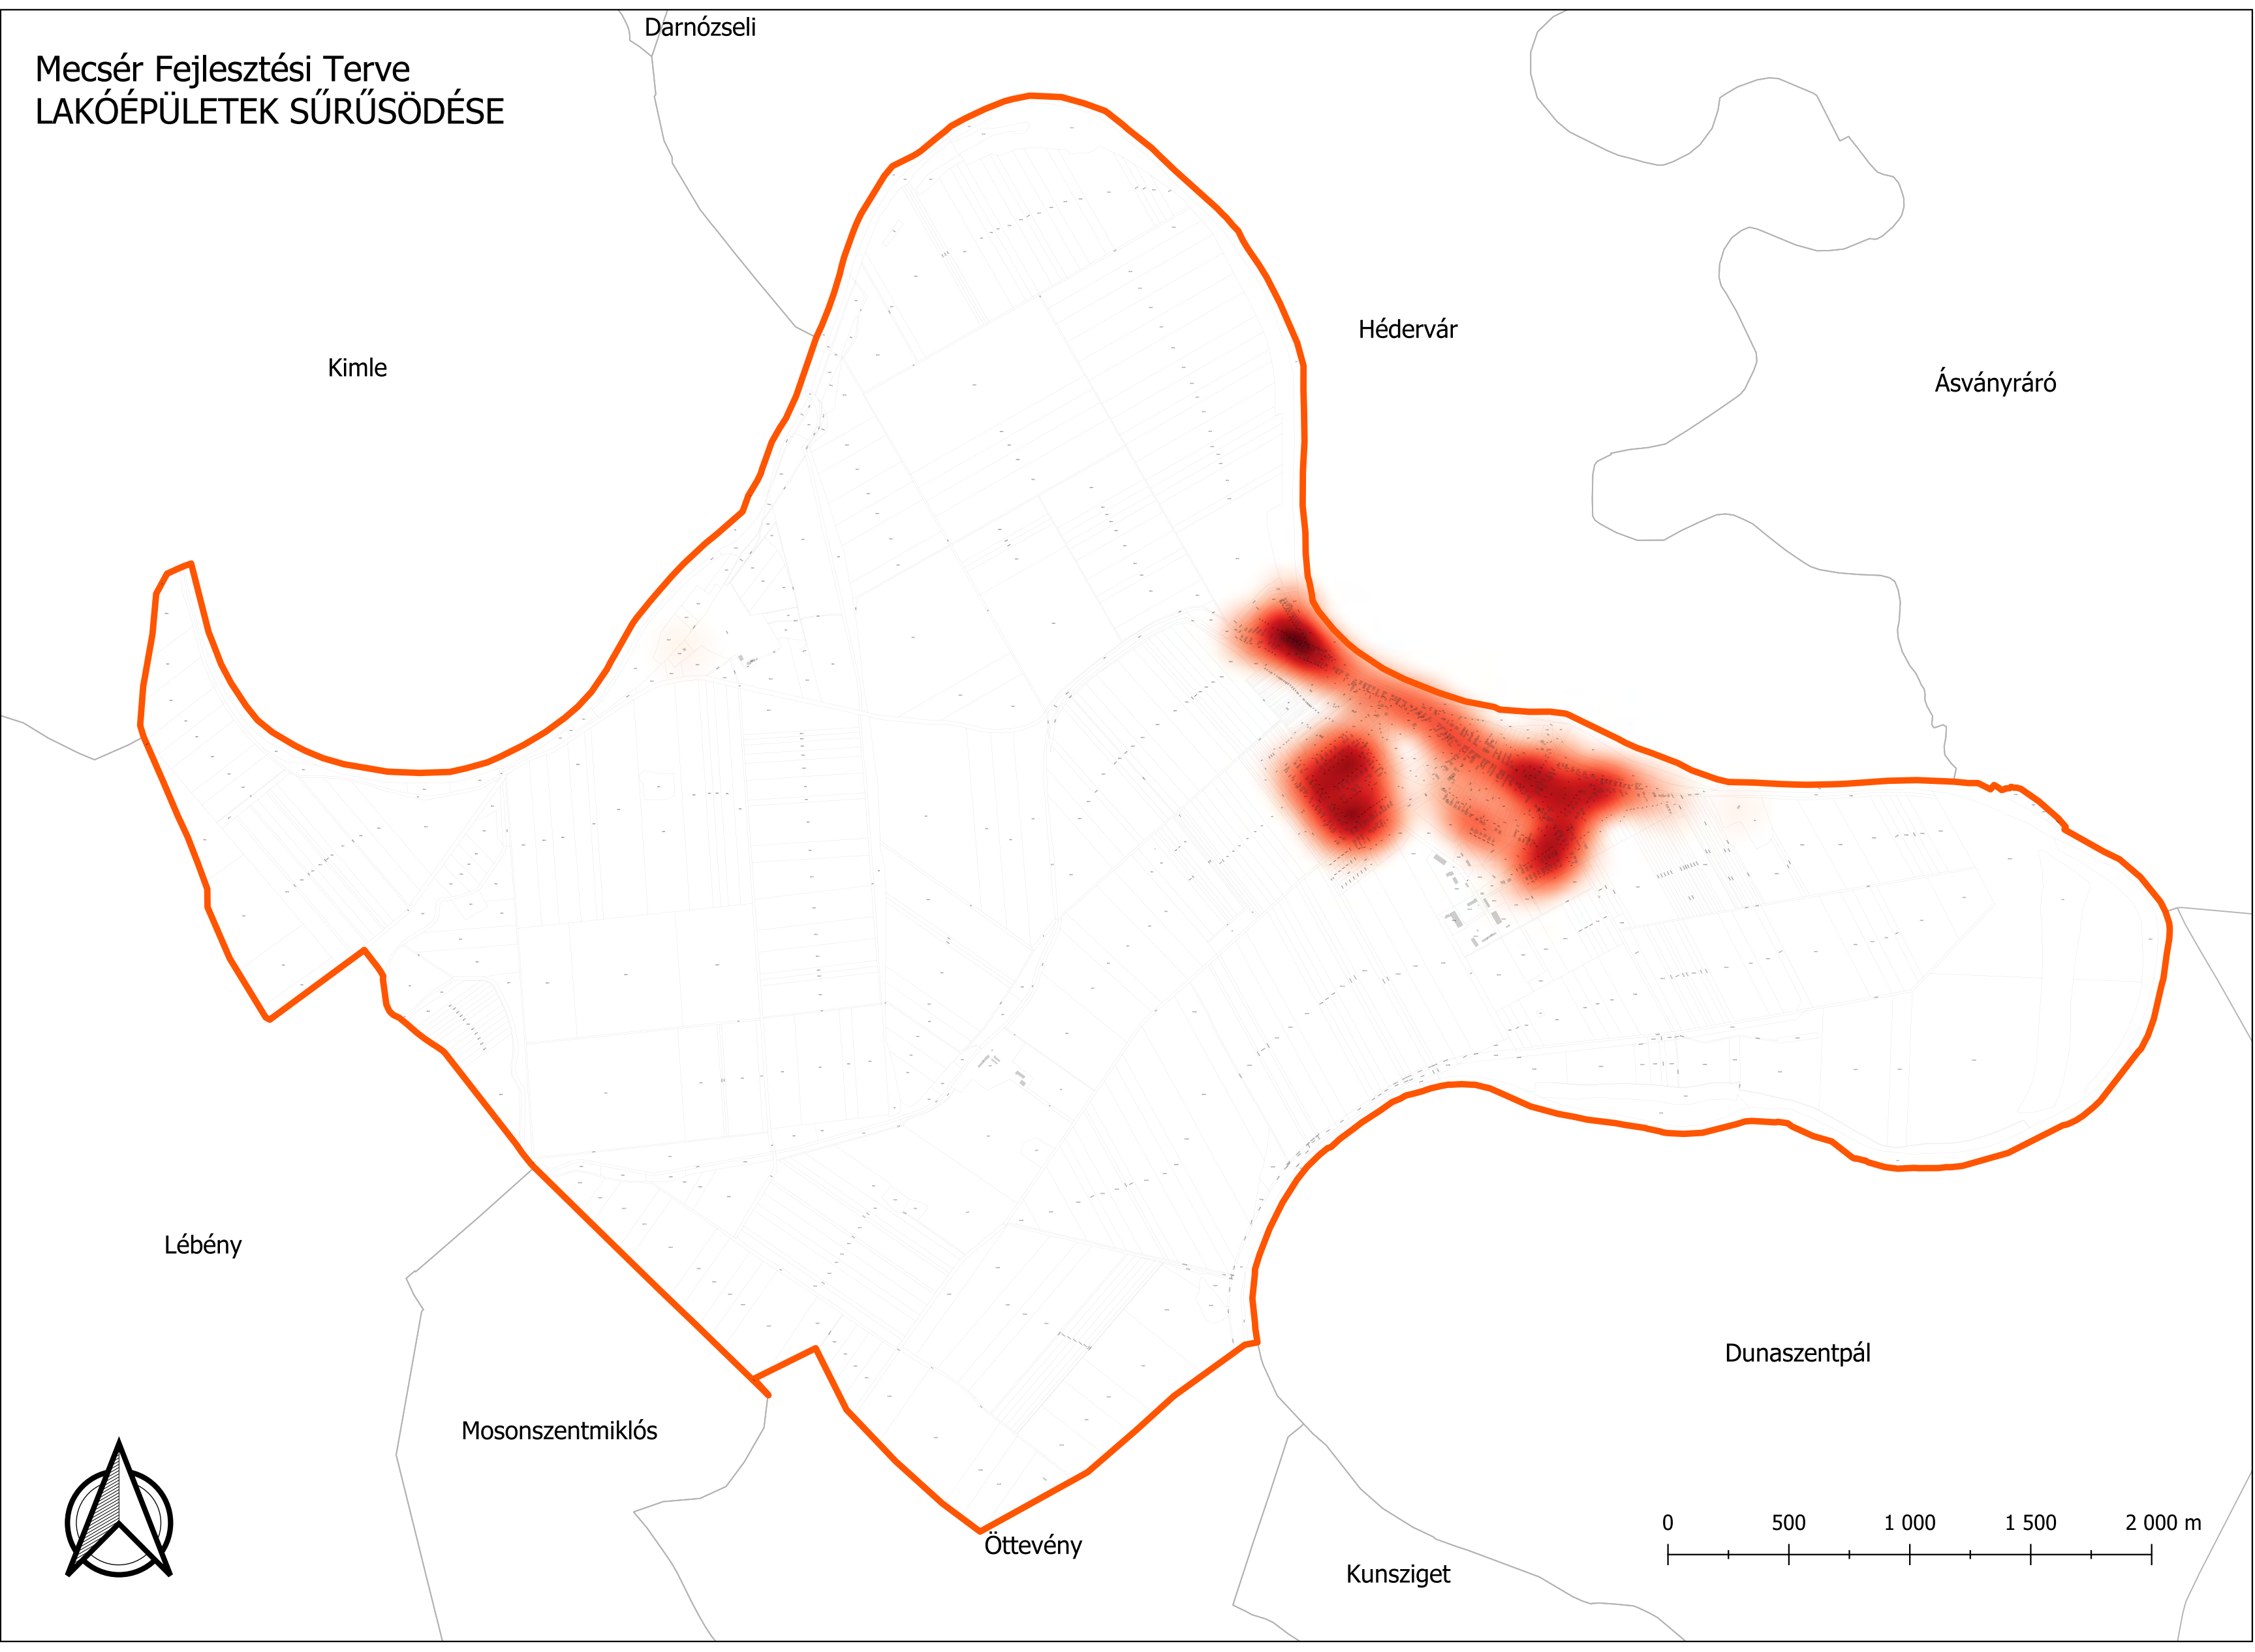 Darnózseli
Mecsér Fejlesztési Terve
LAKÓÉPÜLETEK SŰRŰSÖDÉSE
Hédervár
Kimle
Ásványráró
Lébény
Dunaszentpál
Mosonszentmiklós
0 500 1 000 1 500 2 000 m
Öttevény
Kunsziget